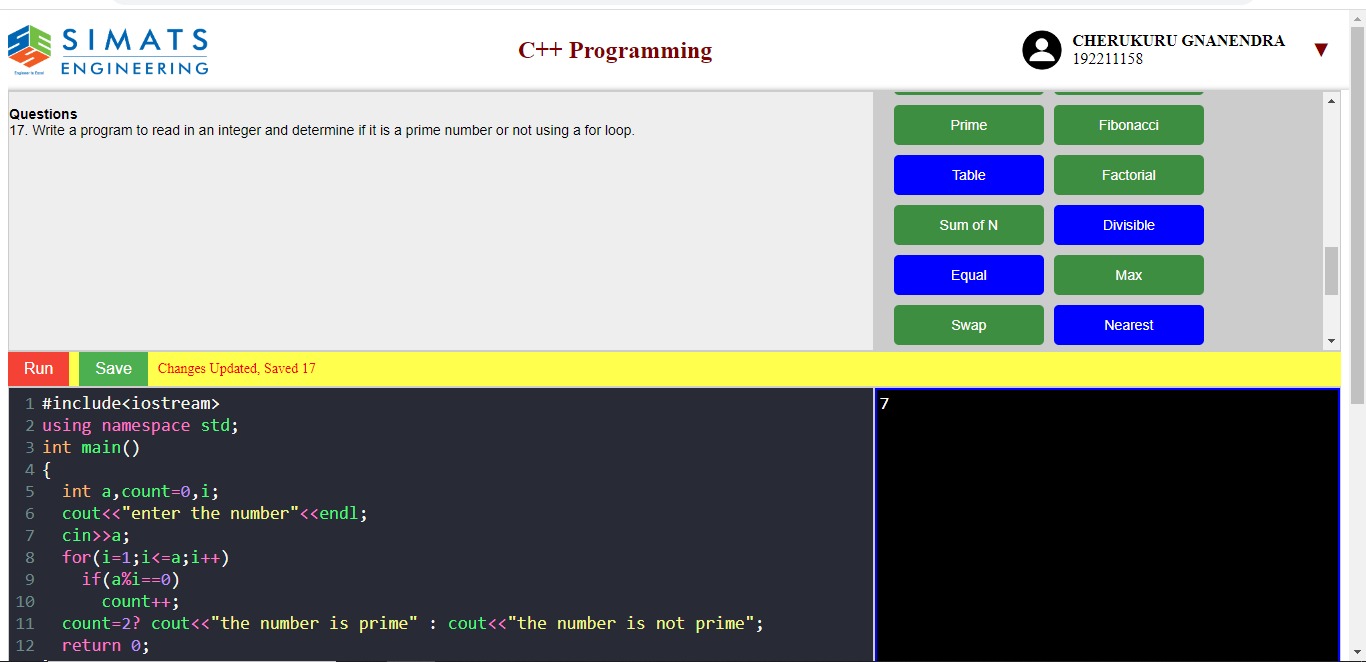 SIMATS
ENGINEERING
Engineer to Excel
C++ Programming
CHERUKURU GNANENDRA
192211158
▼
Questions
17. Write a program to read in an integer and determine if it is a prime number or not using a for loop.
Prime
Fibonacci
Table
Factorial
Sum of N
Divisible
Equal
Max
Swap
Nearest
Run
Save
Changes Updated, Saved 17
1 #include<iostream>
2 using namespace std;
3 int main()
4 {
5 int a,count=0,i;
6 cout<<"enter the number"<<endl;
7 cin>>a;
8 for(i=1;i<=a;i++)
9 if(a%i==0)
10 count++;
11 count=2? cout<<"the number is prime" : cout<<"the number is not prime";
12 return 0;
7